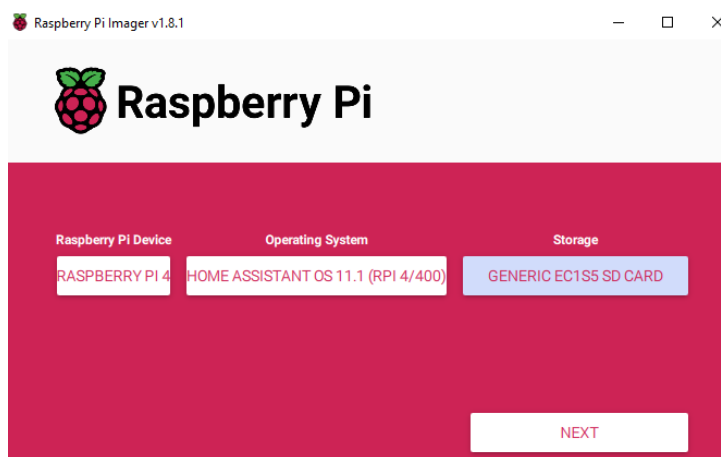 Raspberry Pi Imager v1.8.1
Raspberry Pi
Raspberry Pi Device
Operating System
Storage
RASPBERRY PI 4
HOME ASSISTANT OS 11.1 (RPI 4/400)
GENERIC EC1S5 SD CARD
NEXT